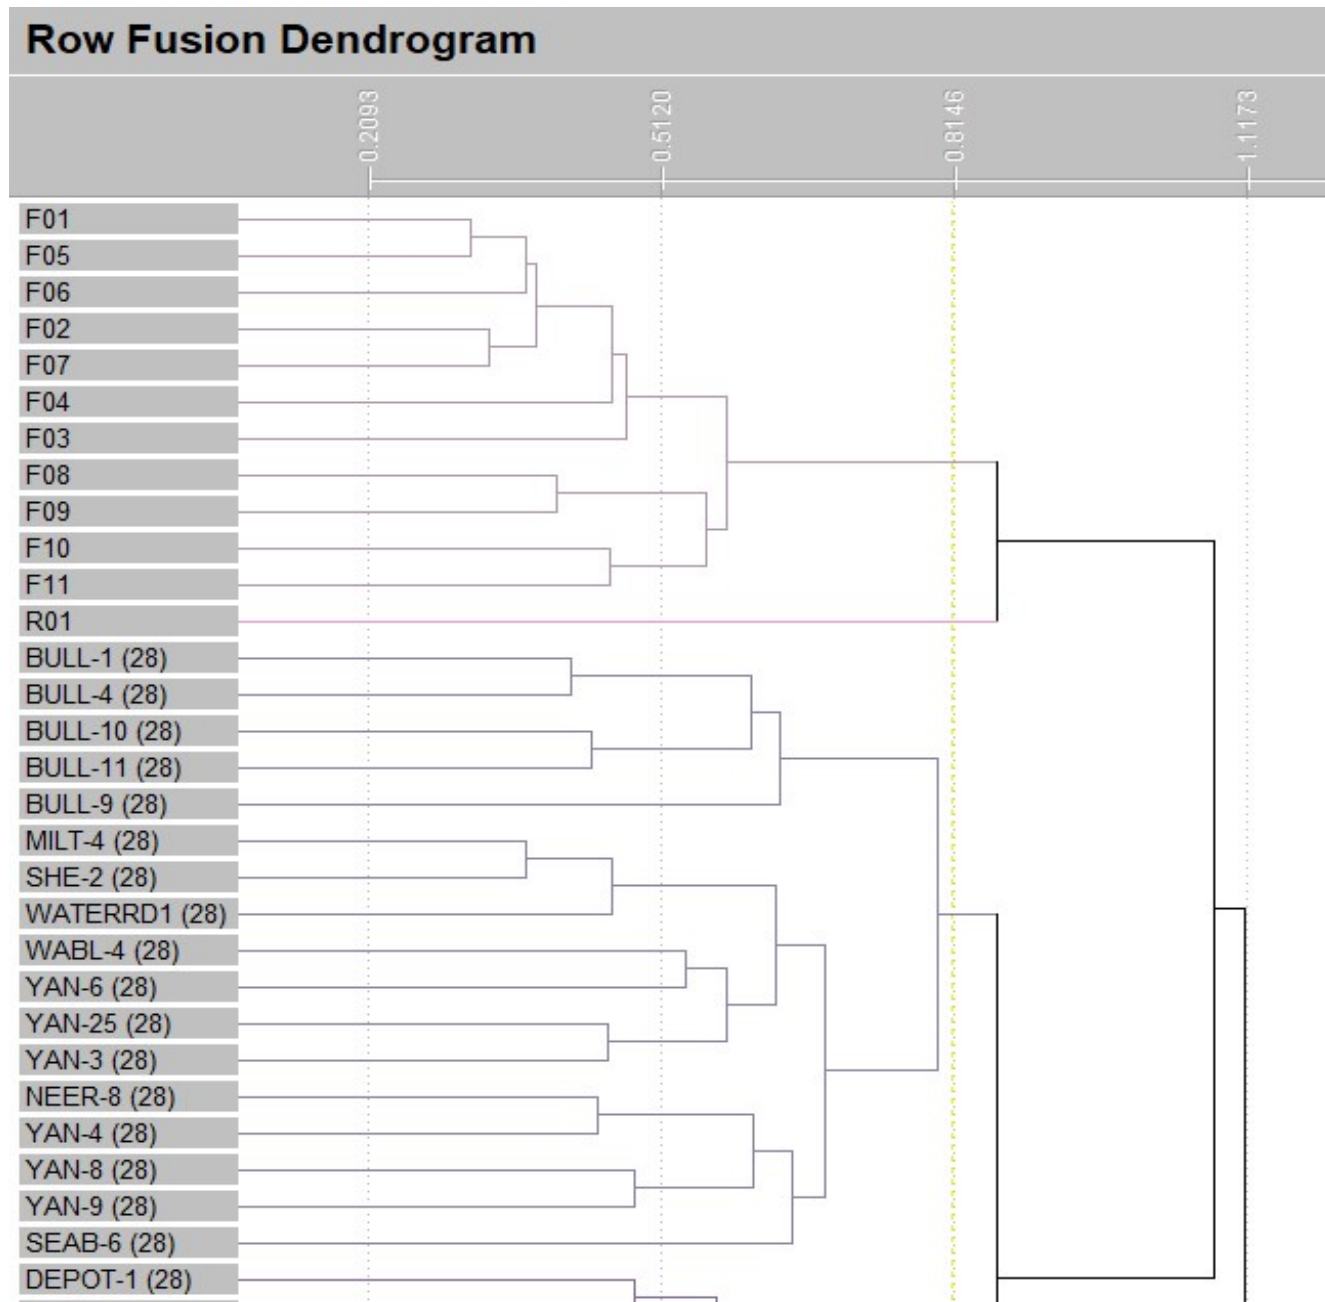 Row Fusion Dendrogram
0.2093
0.5120
0.8146
1.1173
F01
F05
F06
F02
F07
F04
F03
F08
F09
F10
F11
R01
BULL-1 (28)
BULL-4 (28)
BULL-10 (28)
BULL-11 (28)
BULL-9 (28)
MILT-4 (28)
SHE-2 (28)
WATERRD1 (28)
WABL-4 (28)
YAN-6 (28)
YAN-25 (28)
YAN-3 (28)
NEER-8 (28)
YAN-4 (28)
YAN-8 (28)
YAN-9 (28)
SEAB-6 (28)
DEPOT-1 (28)